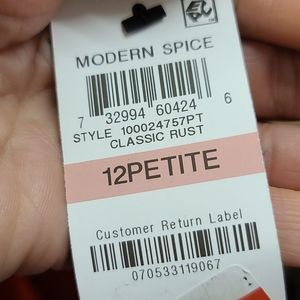 MODERN SPICE
7 32994 60424 6
STYLE 100024757PT
CLASSIC RUST
12PETITE
Customer Return Label
070533119067